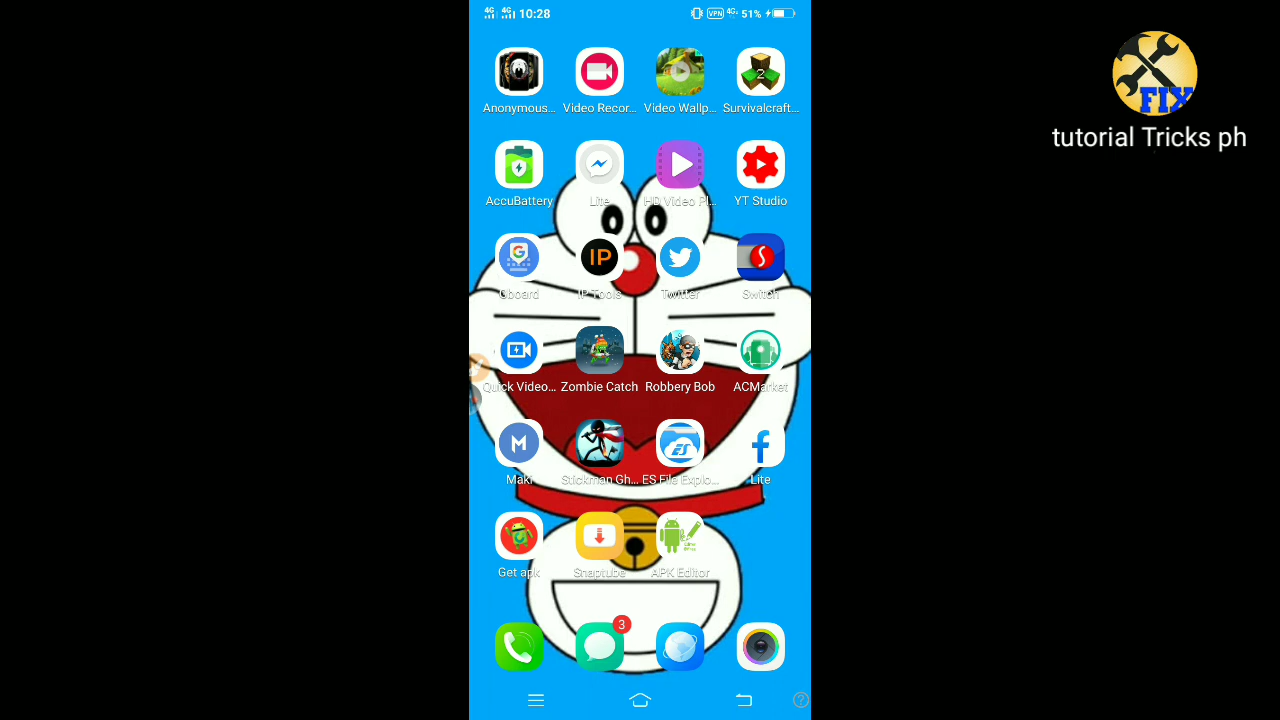 4G 4G 10:28 VPN 4G 51%
FIX
tutorial Tricks ph
Anonymous... Video Recor... Video Wallp... Survivalcraft...
2
AccuBattery Lite HD Video Pl... YT Studio
IP
Gboard IP Tools Twitter Switch
Quick Video... Zombie Catch Robbery Bob ACMarket
Maki Stickman Gh... ES File Explo... Lite
Get apk Snaptube APK Editor
3